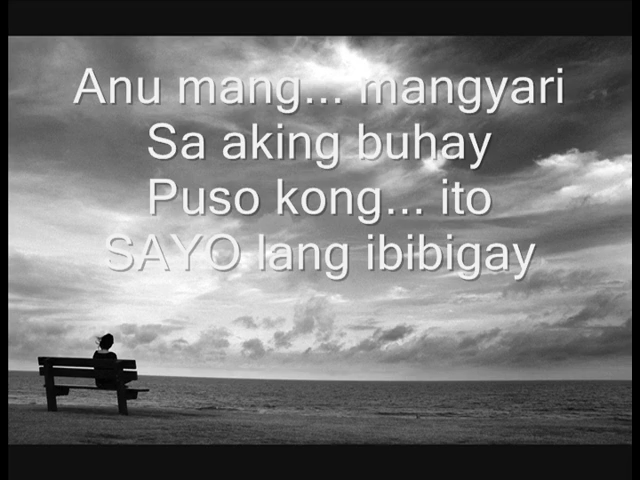 Anu mang... mangyari
Sa aking buhay
Puso kong... ito
SAYO lang ibibigay